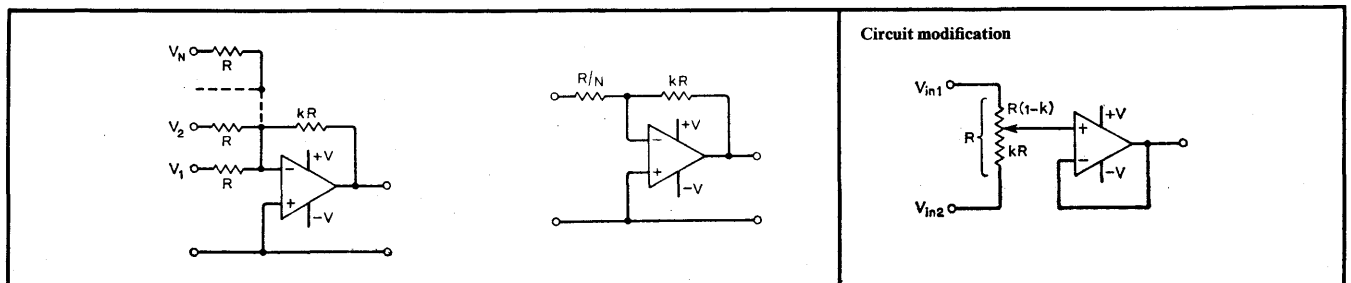 V_N
R
V_2
R
kR
V_1
R
−
+
+V
−V
R/N
kR
−
+
+V
−V
Circuit modification
V_in1
R(1-k)
R
kR
+
−
+V
−V
V_in2